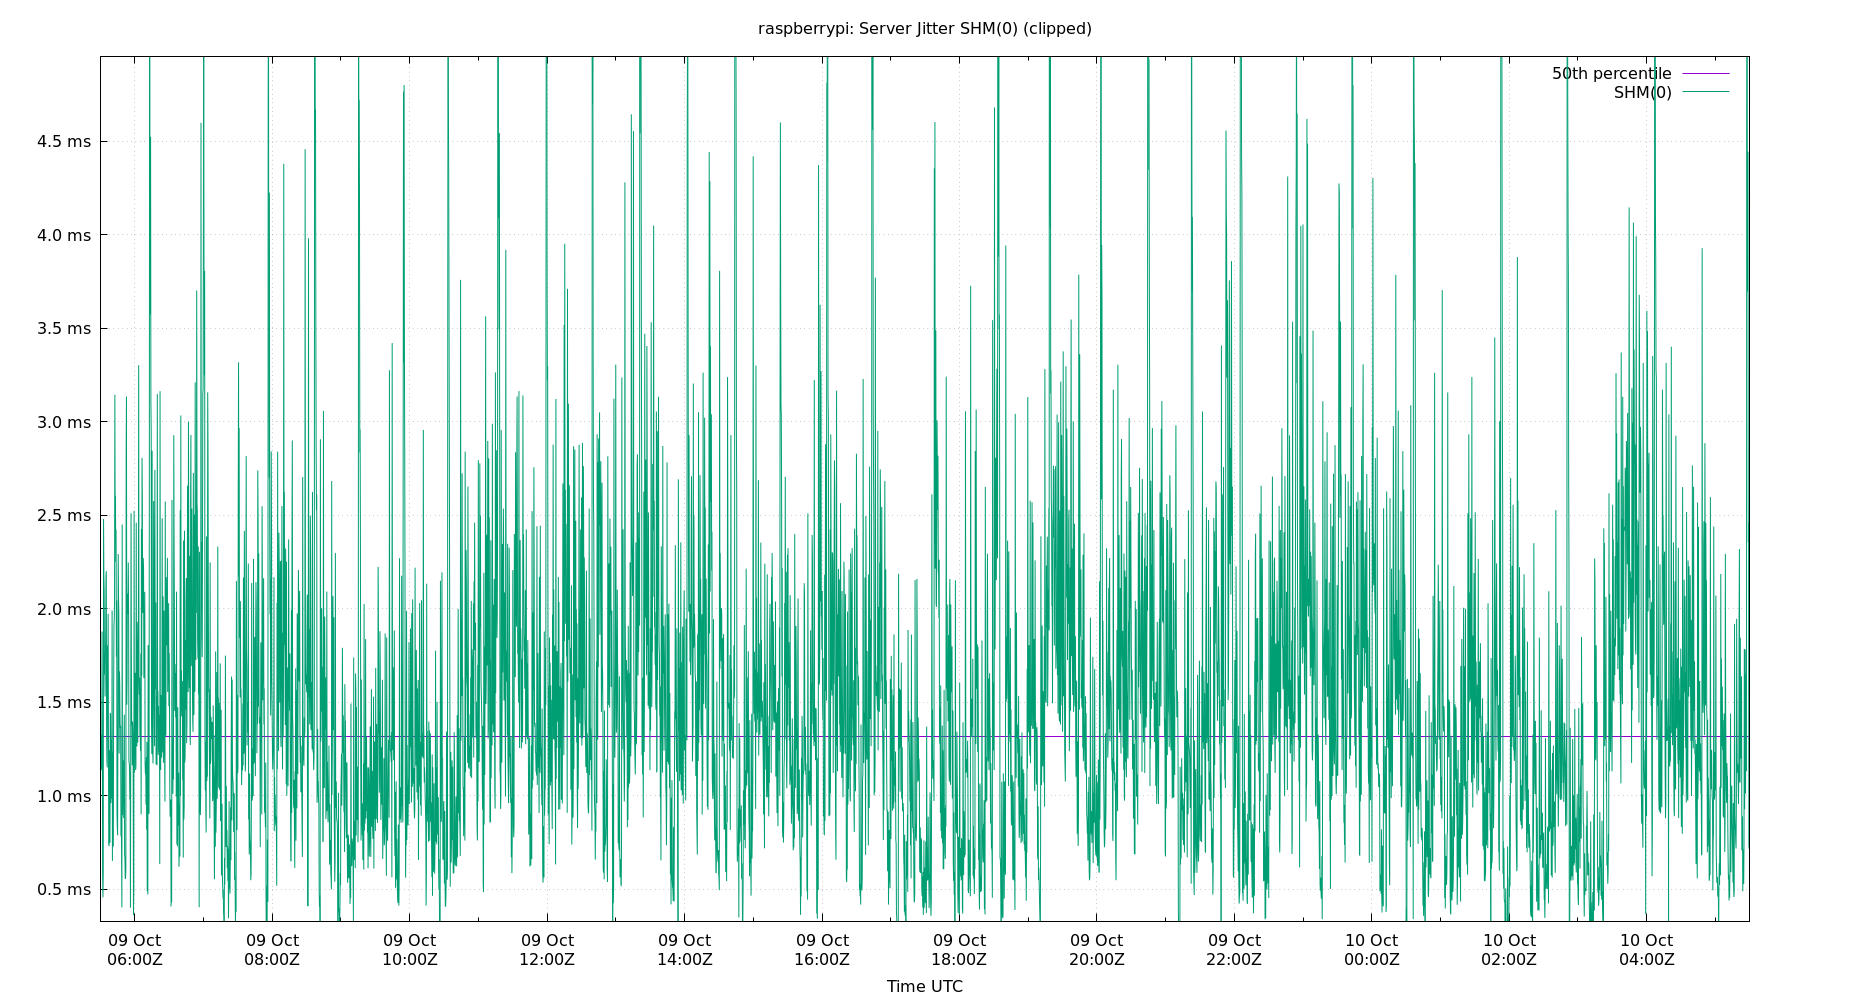 raspberrypi: Server Jitter SHM(0) (clipped)
50th percentile
SHM(0)
4.5 ms
4.0 ms
3.5 ms
3.0 ms
2.5 ms
2.0 ms
1.5 ms
1.0 ms
0.5 ms
09 Oct 09 Oct 09 Oct 09 Oct 09 Oct 09 Oct 09 Oct 09 Oct 09 Oct 10 Oct 10 Oct 10 Oct
06:00Z 08:00Z 10:00Z 12:00Z 14:00Z 16:00Z 18:00Z 20:00Z 22:00Z 00:00Z 02:00Z 04:00Z
Time UTC